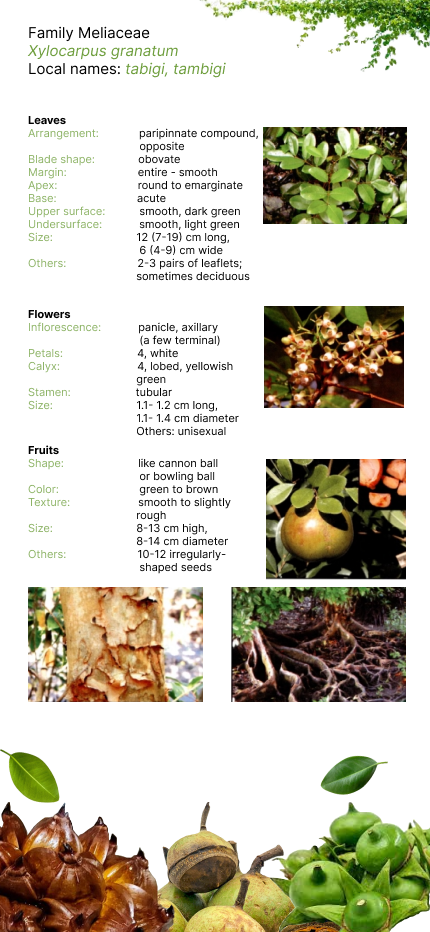 Family Meliaceae
Xylocarpus granatum
Local names: tabigi, tambigi
Leaves
Arrangement: paripinnate compound,
opposite
Blade shape: obovate
Margin: entire - smooth
Apex: round to emarginate
Base: acute
Upper surface: smooth, dark green
Undersurface: smooth, light green
Size: 12 (7-19) cm long,
6 (4-9) cm wide
Others: 2-3 pairs of leaflets;
sometimes deciduous
Flowers
Inflorescence: panicle, axillary
(a few terminal)
Petals: 4, white
Calyx: 4, lobed, yellowish
green
Stamen: tubular
Size: 1.1- 1.2 cm long,
1.1- 1.4 cm diameter
Others: unisexual
Fruits
Shape: like cannon ball
or bowling ball
Color: green to brown
Texture: smooth to slightly
rough
Size: 8-13 cm high,
8-14 cm diameter
Others: 10-12 irregularly-
shaped seeds